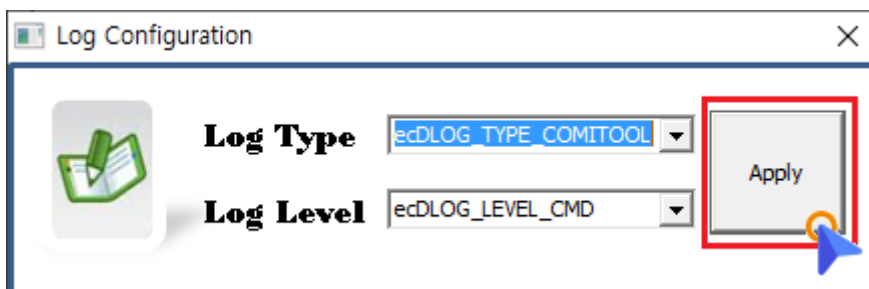 Log Configuration
Log Type ecDLOG_TYPE_COMITOOL
Apply
Log Level ecDLOG_LEVEL_CMD